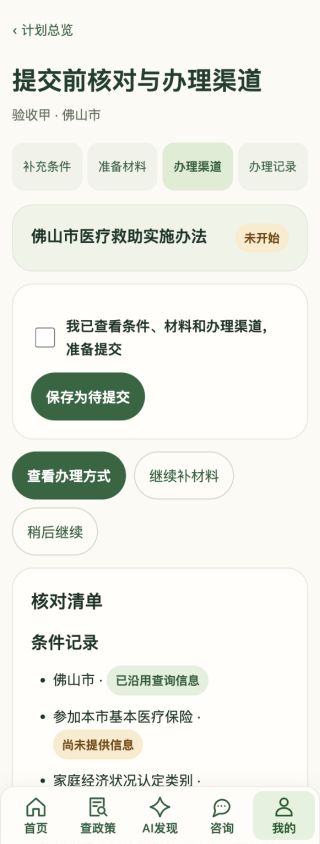 ‹ 计划总览
提交前核对与办理渠道
验收甲 · 佛山市
补充条件 准备材料 办理渠道 办理记录
佛山市医疗救助实施办法 未开始
我已查看条件、材料和办理渠道，
准备提交
保存为待提交
查看办理方式 继续补材料
稍后继续
核对清单
条件记录
• 佛山市 · 已沿用查询信息
• 参加本市基本医疗保险 ·
尚未提供信息
• 家庭经济状况认定类别 ·
首页 查政策 AI发现 咨询 我的